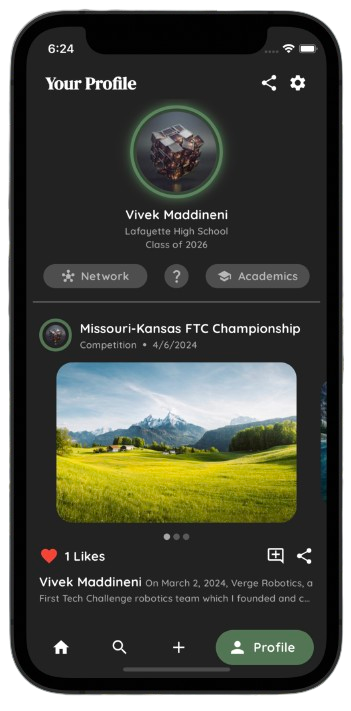 6:24
Your Profile
Vivek Maddineni
Lafayette High School
Class of 2026
Network ? Academics
Missouri-Kansas FTC Championship
Competition • 4/6/2024
1 Likes
Vivek Maddineni On March 2, 2024, Verge Robotics, a
First Tech Challenge robotics team which I founded and c...
Profile